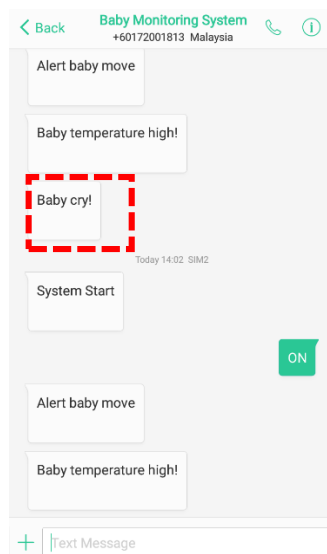 Back
Baby Monitoring System
+60172001813 Malaysia
Alert baby move
Baby temperature high!
Baby cry!
Today 14:02 SIM2
System Start
ON
Alert baby move
Baby temperature high!
Text Message